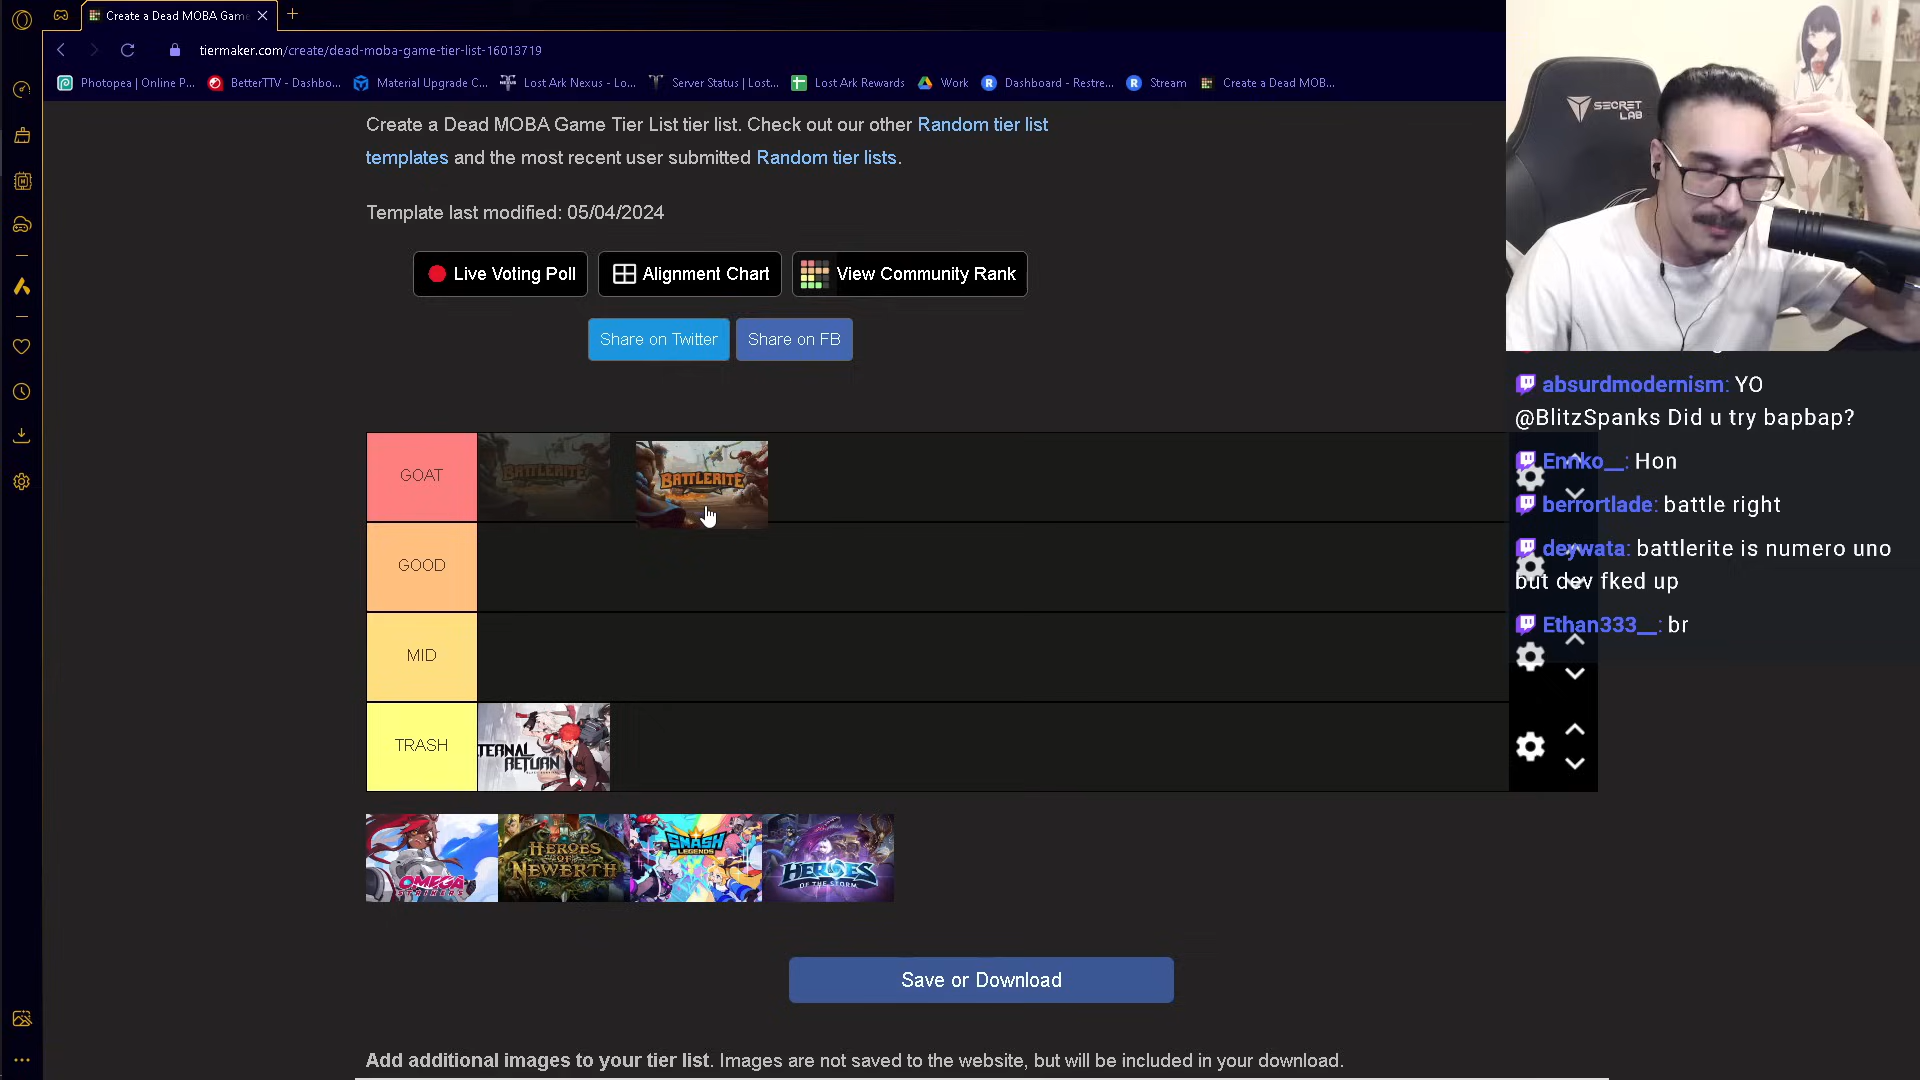 Create a Dead MOBA Game
tiermaker.com/create/dead-moba-game-tier-list-16013719
Photopea | Online P...
BetterTTV - Dashbo...
Material Upgrade C...
Lost Ark Nexus - Lo...
Server Status | Lost...
Lost Ark Rewards
Work
Dashboard - Restre...
Stream
Create a Dead MOB...
SECRET LAB
Create a Dead MOBA Game Tier List tier list. Check out our other Random tier list
templates and the most recent user submitted Random tier lists.
Template last modified: 05/04/2024
Live Voting Poll
Alignment Chart
View Community Rank
Share on Twitter
Share on FB
absurdmodernism: YO
@BlitzSpanks Did u try bapbap?
Ennko__: Hon
berrortlade: battle right
deywata: battlerite is numero uno
but dev fked up
Ethan333__: br
GOAT
BATTLERITE
BATTLERITE
GOOD
MID
TRASH
TERNAL
RETURN
OMEGA
STRIKERS
HEROES
OF
NEWERTH
SMASH
LEGENDS
HEROES
OF THE STORM
Save or Download
Add additional images to your tier list. Images are not saved to the website, but will be included in your download.